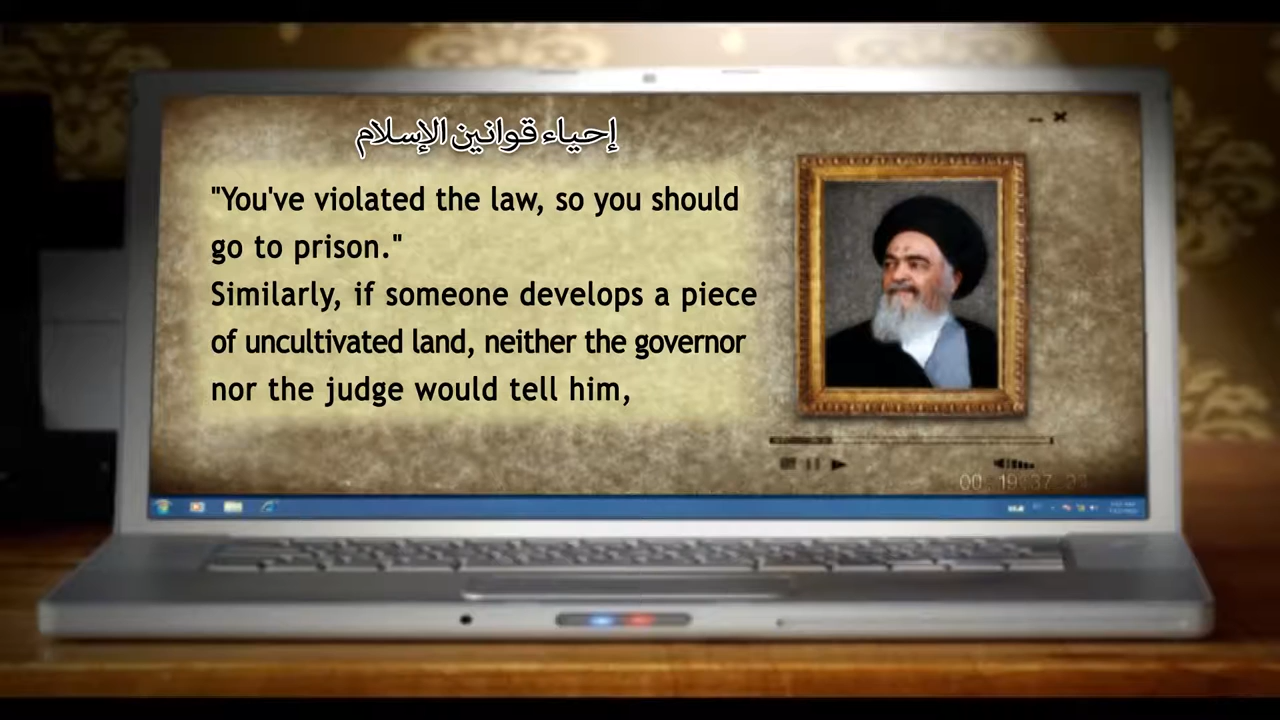 إحياء قوانين الإسلام
"You've violated the law, so you should
go to prison."
Similarly, if someone develops a piece
of uncultivated land, neither the governor
nor the judge would tell him,